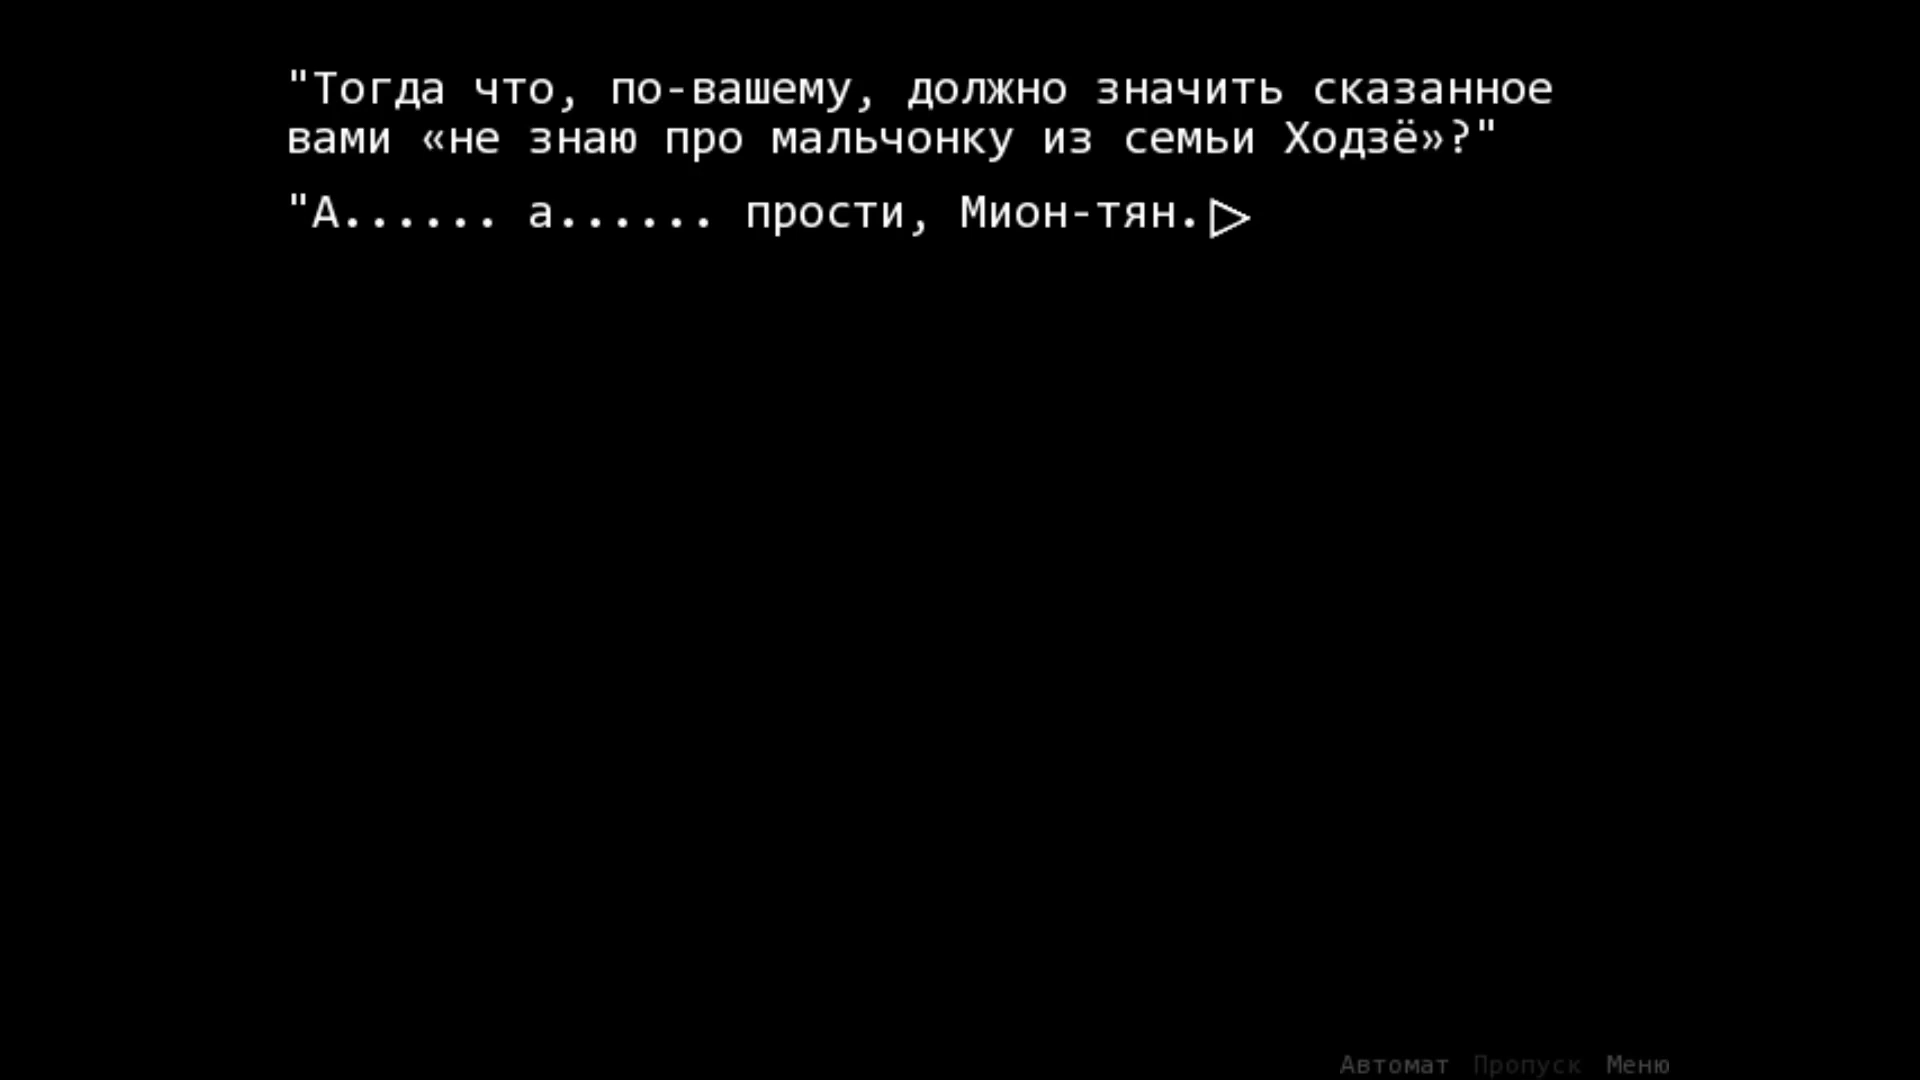 "Тогда что, по-вашему, должно значить сказанное
вами «не знаю про мальчонку из семьи Ходзё»?"
"А...... а...... прости, Мион-тян.
Автомат Пропуск Меню